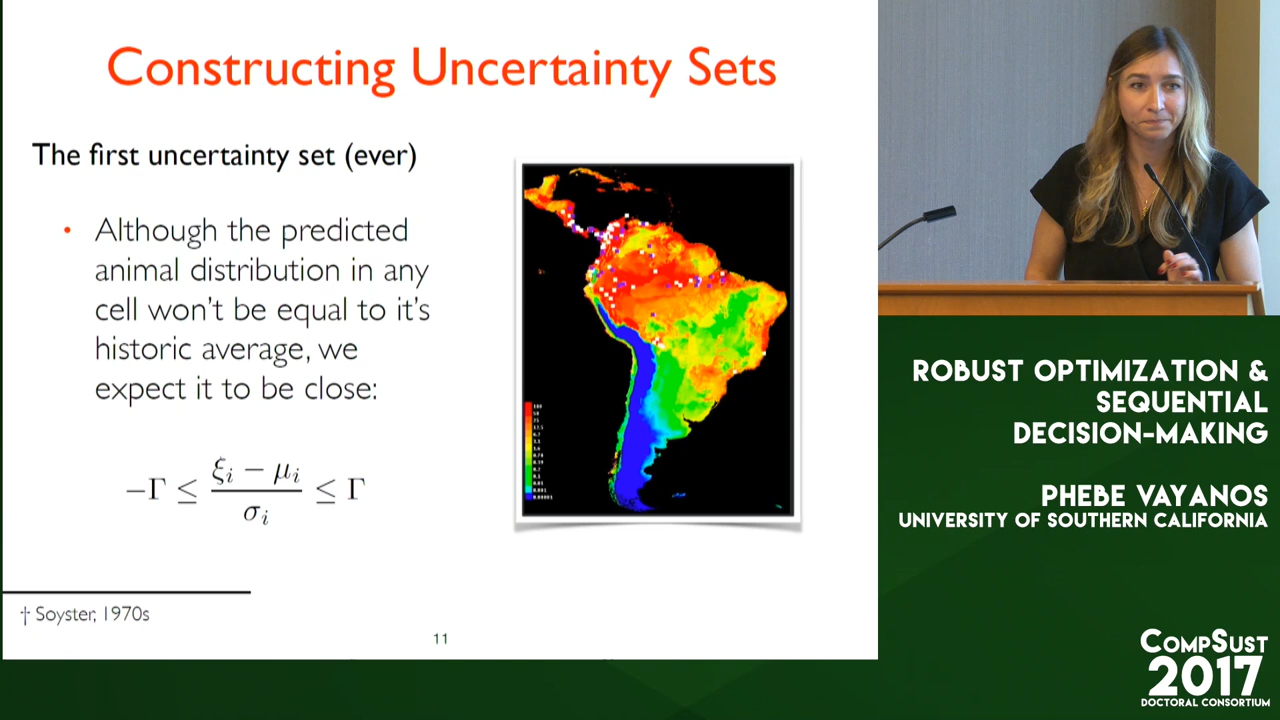 Constructing Uncertainty Sets
The first uncertainty set (ever)
• Although the predicted
animal distribution in any
cell won't be equal to it's
historic average, we
expect it to be close:
−Γ ≤ (ξᵢ − μᵢ) / σᵢ ≤ Γ
† Soyster, 1970s
11
ROBUST OPTIMIZATION &
SEQUENTIAL
DECISION-MAKING
PHEBE VAYANOS
UNIVERSITY OF SOUTHERN CALIFORNIA
COMPSUST
2017
DOCTORAL CONSORTIUM